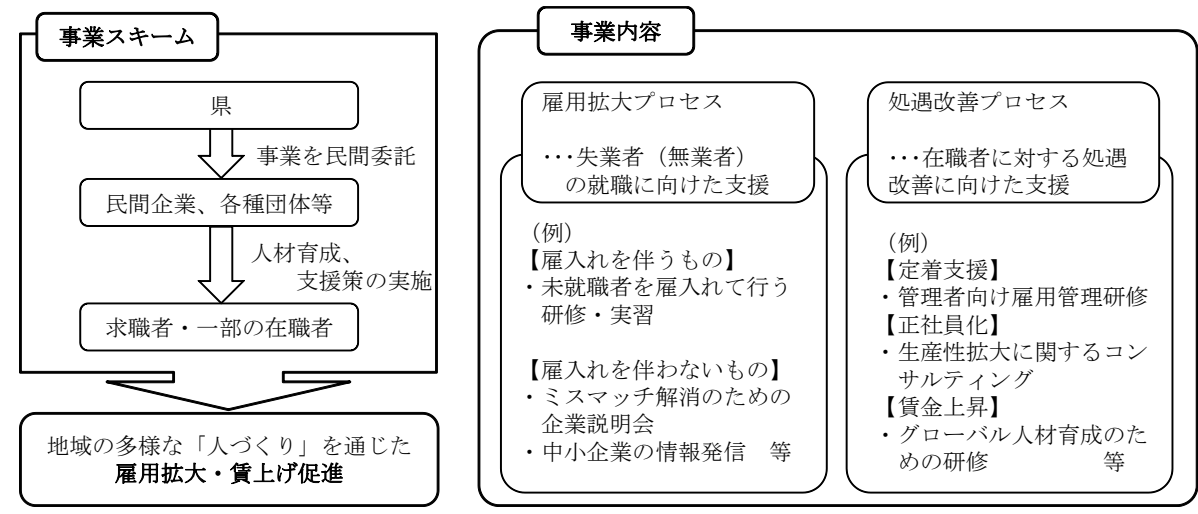 事業スキーム
県
事業を民間委託
民間企業、各種団体等
人材育成、
支援策の実施
求職者・一部の在職者
地域の多様な「人づくり」を通じた
雇用拡大・賃上げ促進
事業内容
雇用拡大プロセス
･･･失業者（無業者）
の就職に向けた支援
（例）
【雇入れを伴うもの】
・未就職者を雇入れて行う
研修・実習
【雇入れを伴わないもの】
・ミスマッチ解消のための
企業説明会
・中小企業の情報発信　等
処遇改善プロセス
･･･在職者に対する処遇
改善に向けた支援
（例）
【定着支援】
・管理者向け雇用管理研修
【正社員化】
・生産性拡大に関するコン
サルティング
【賃金上昇】
・グローバル人材育成のた
めの研修　　　　　等